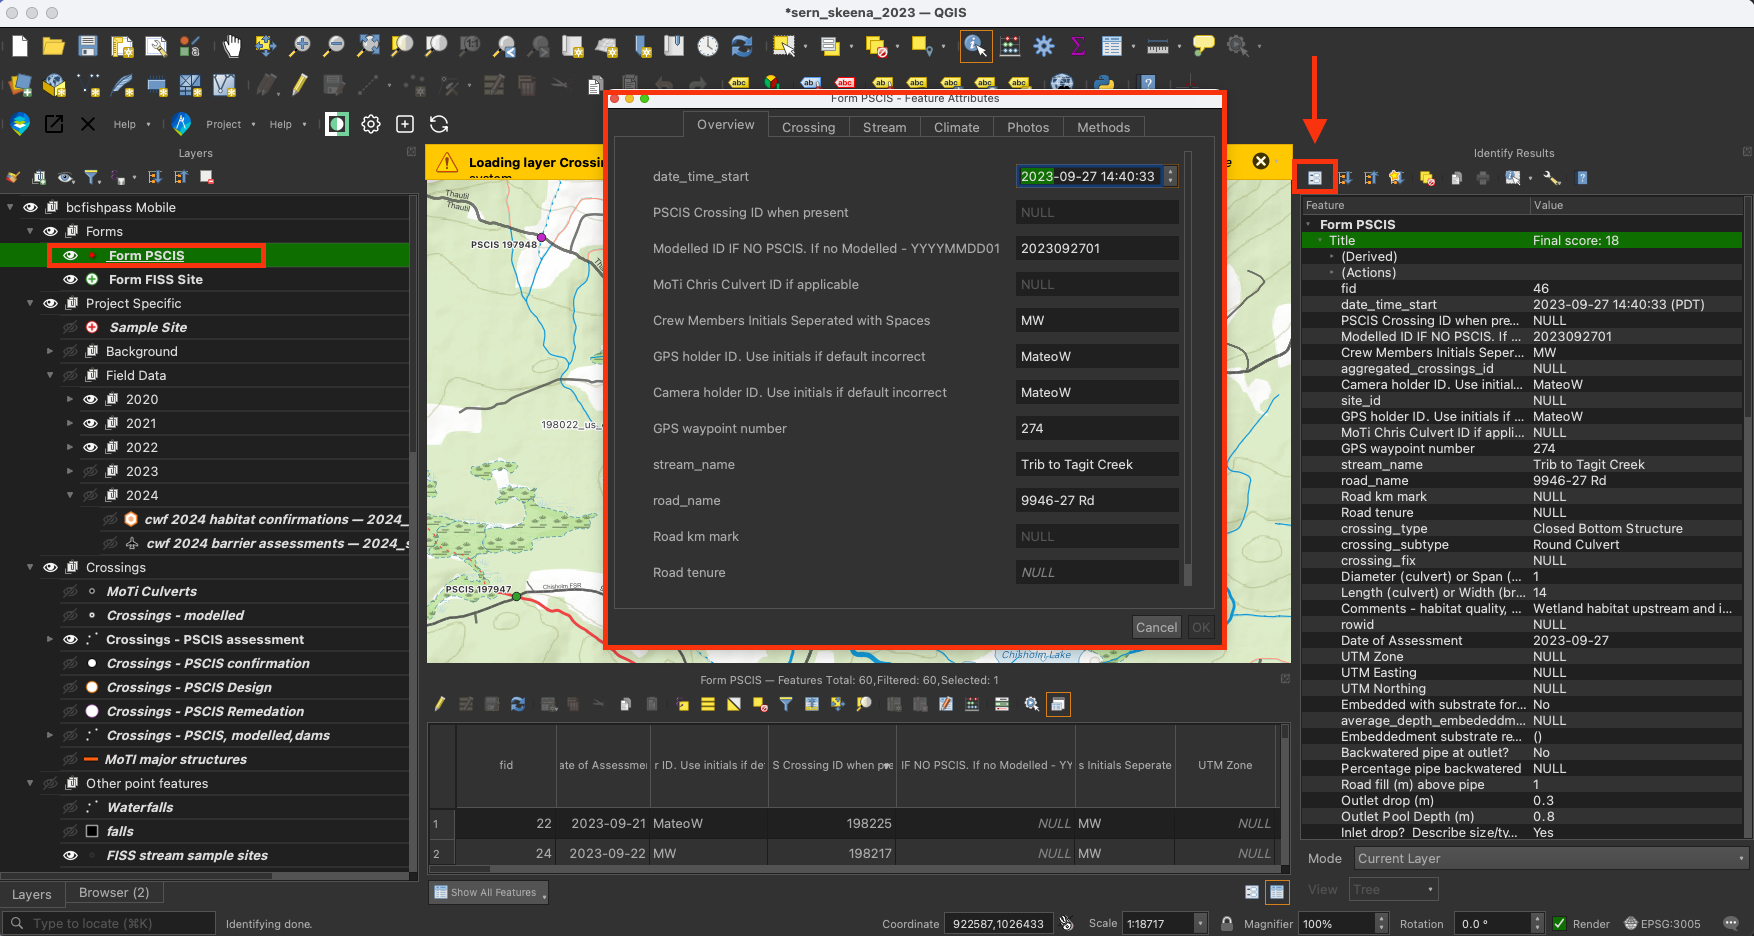 *sern_skeena_2023 — QGIS
Help
Project
Help
Layers
bcfishpass Mobile
Forms
Form PSCIS
Form FISS Site
Project Specific
Sample Site
Background
Field Data
2020
2021
2022
2023
2024
cwf 2024 habitat confirmations — 2024_
cwf 2024 barrier assessments — 2024_s
Crossings
MoTi Culverts
Crossings - modelled
Crossings - PSCIS assessment
Crossings - PSCIS confirmation
Crossings - PSCIS Design
Crossings - PSCIS Remedation
Crossings - PSCIS, modelled,dams
MoTI major structures
Other point features
Waterfalls
falls
FISS stream sample sites
Layers
Browser (2)
Type to locate (⌘K)
Identifying done.
Loading layer Crossin
system
Thautil
Thautil
PSCIS 197948
198022_us_
PSCIS 197947
Chisholm FSR
Chisholm Lake
Form PSCIS - Feature Attributes
Overview
Crossing
Stream
Climate
Photos
Methods
date_time_start
2023-09-27 14:40:33
PSCIS Crossing ID when present
NULL
Modelled ID IF NO PSCIS. If no Modelled - YYYYMMDD01
2023092701
MoTi Chris Culvert ID if applicable
NULL
Crew Members Initials Seperated with Spaces
MW
GPS holder ID. Use initials if default incorrect
MateoW
Camera holder ID. Use initials if default incorrect
MateoW
GPS waypoint number
274
stream_name
Trib to Tagit Creek
road_name
9946-27 Rd
Road km mark
NULL
Road tenure
NULL
Cancel
OK
Form PSCIS — Features Total: 60,Filtered: 60,Selected: 1
fid
ate of Assessmen
r ID. Use initials if def
S Crossing ID when pre
IF NO PSCIS. If no Modelled - YY
s Initials Seperate
UTM Zone
1 22 2023-09-21 MateoW 198225 NULL MW NULL
2 24 2023-09-22 MW 198217 NULL MW NULL
Show All Features
Coordinate 922587,1026433
Scale 1:18717
Magnifier 100%
Rotation 0.0 °
Render
EPSG:3005
Identify Results
Feature Value
Form PSCIS
Title Final score: 18
(Derived)
(Actions)
fid 46
date_time_start 2023-09-27 14:40:33 (PDT)
PSCIS Crossing ID when pre... NULL
Modelled ID IF NO PSCIS. If ... 2023092701
Crew Members Initials Seper... MW
aggregated_crossings_id NULL
Camera holder ID. Use initial... MateoW
site_id NULL
GPS holder ID. Use initials if ... MateoW
MoTi Chris Culvert ID if appli... NULL
GPS waypoint number 274
stream_name Trib to Tagit Creek
road_name 9946-27 Rd
Road km mark NULL
Road tenure NULL
crossing_type Closed Bottom Structure
crossing_subtype Round Culvert
crossing_fix NULL
Diameter (culvert) or Span (... 1
Length (culvert) or Width (br... 14
Comments - habitat quality, ... Wetland habitat upstream and i...
rowid NULL
Date of Assessment 2023-09-27
UTM Zone NULL
UTM Easting NULL
UTM Northing NULL
Embedded with substrate for... No
average_depth_embededdm... NULL
Embeddedment substrate re... ()
Backwatered pipe at outlet? No
Percentage pipe backwatered NULL
Road fill (m) above pipe 1
Outlet drop (m) 0.3
Outlet Pool Depth (m) 0.8
Inlet drop? Describe size/ty... Yes
Mode Current Layer
View Tree